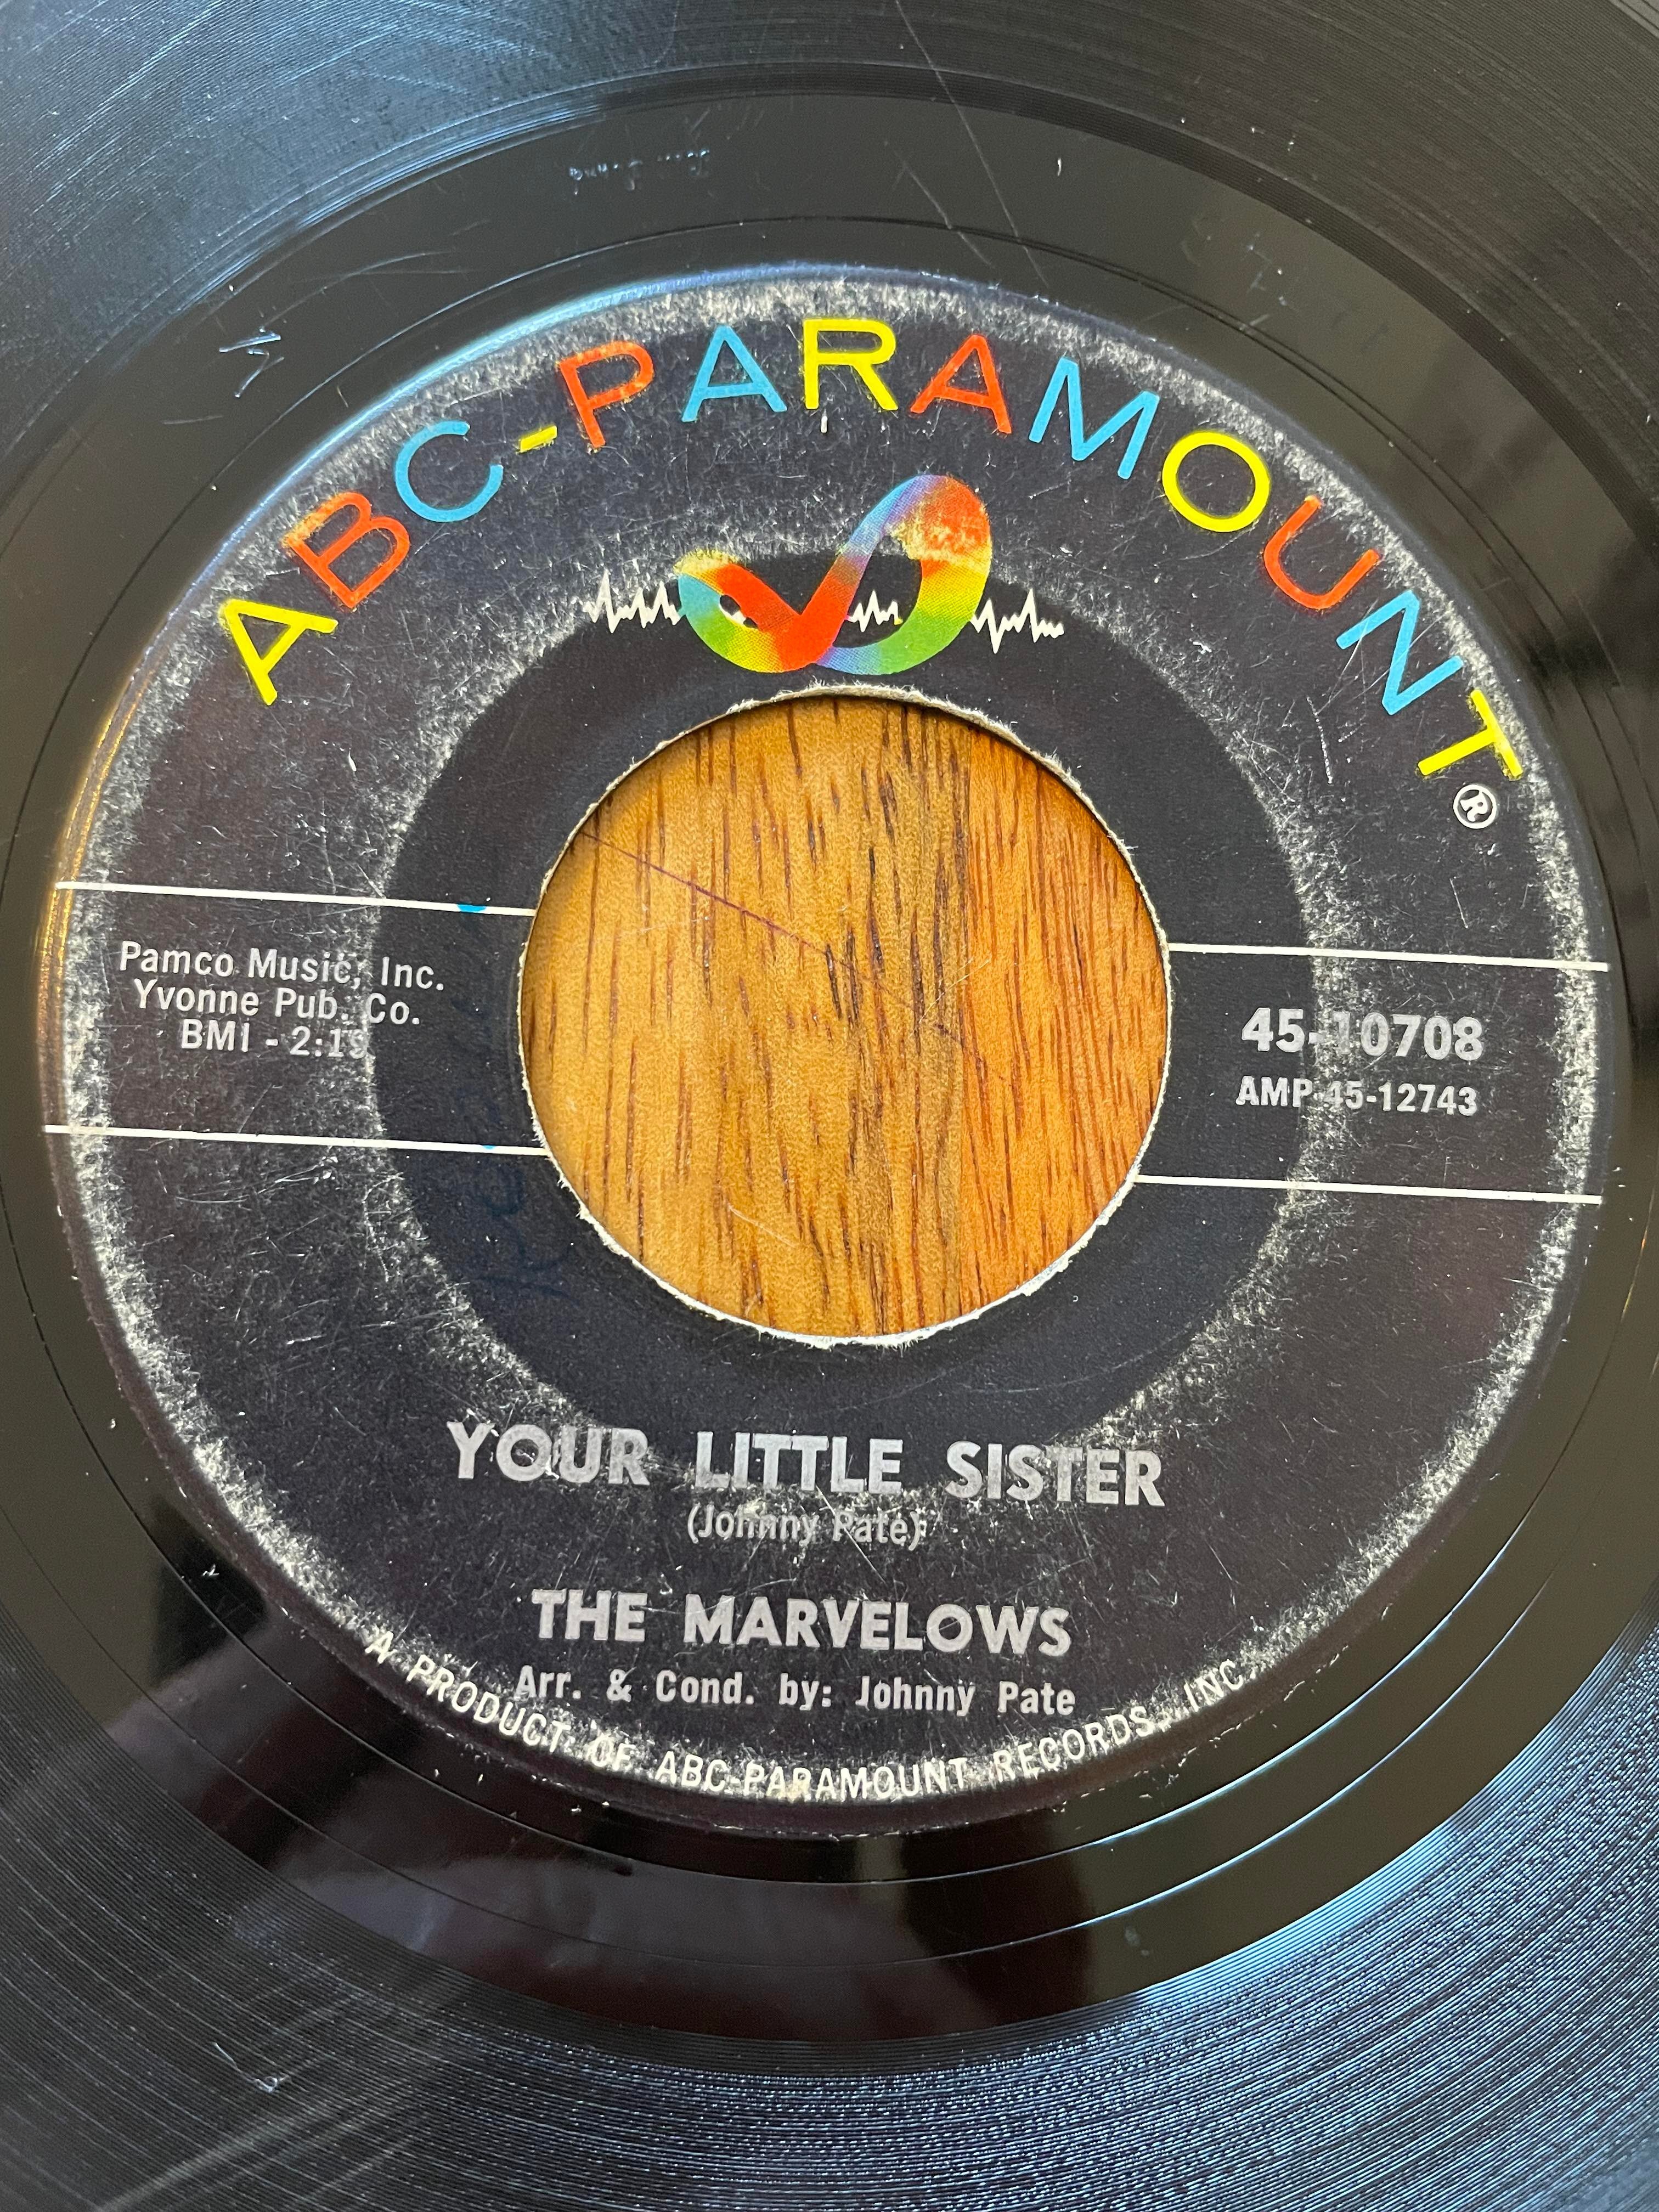 ABC-PARAMOUNT®
Pamco Music, Inc.
Yvonne Pub. Co.
BMI - 2:15
45-10708
AMP-45-12743
YOUR LITTLE SISTER
(Johnny Pate)
THE MARVELOWS
Arr. & Cond. by: Johnny Pate
A PRODUCT OF ABC-PARAMOUNT RECORDS, INC.